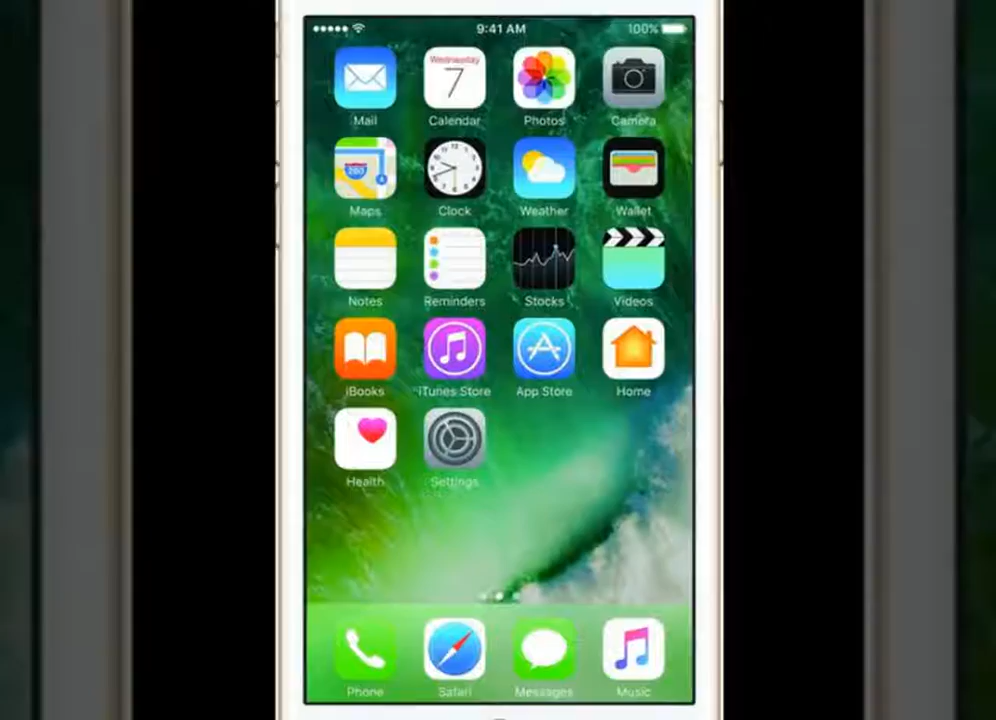 9:41 AM 100%
Wednesday
7
Mail Calendar Photos Camera
280
Maps Clock Weather Wallet
Notes Reminders Stocks Videos
iBooks iTunes Store App Store Home
Health Settings
Phone Safari Messages Music